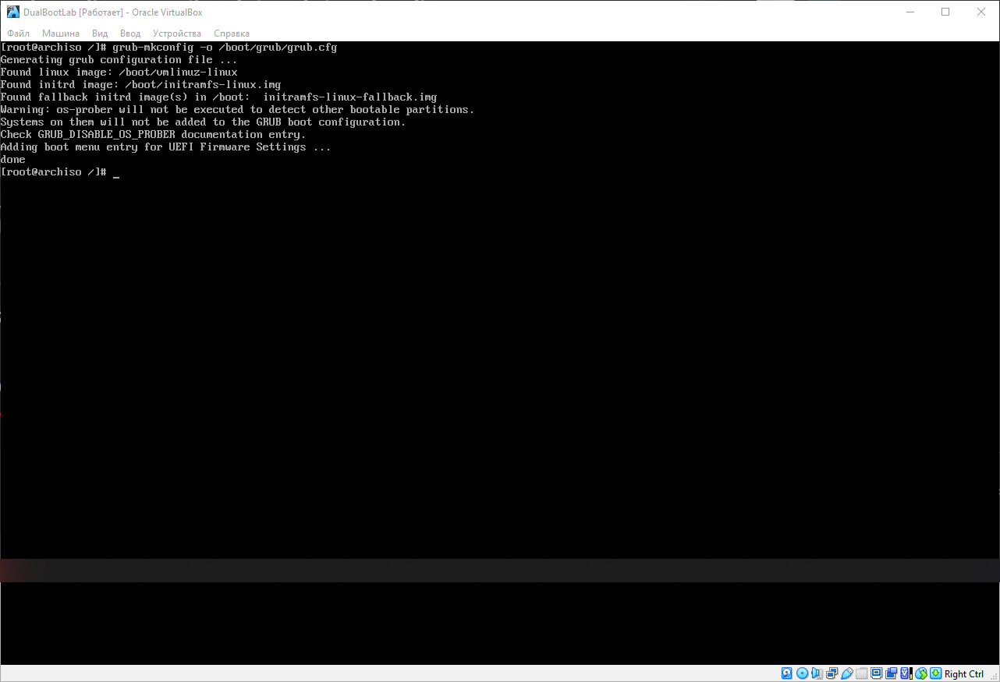 DualBootLab [Работает] - Oracle VirtualBox
Файл Машина Вид Ввод Устройства Справка
[root@archiso /]# grub-mkconfig -o /boot/grub/grub.cfg
Generating grub configuration file ...
Found linux image: /boot/vmlinuz-linux
Found initrd image: /boot/initramfs-linux.img
Found fallback initrd image(s) in /boot:  initramfs-linux-fallback.img
Warning: os-prober will not be executed to detect other bootable partitions.
Systems on them will not be added to the GRUB boot configuration.
Check GRUB_DISABLE_OS_PROBER documentation entry.
Adding boot menu entry for UEFI Firmware Settings ...
done
[root@archiso /]# _
Right Ctrl